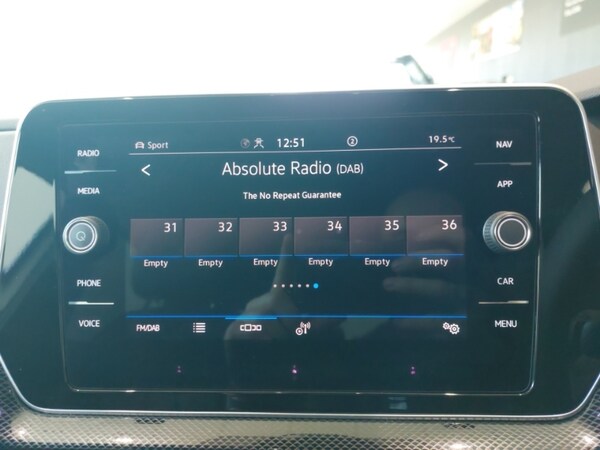 RADIO
MEDIA
PHONE
VOICE
Sport 12:51 2 19.5°C
< Absolute Radio (DAB) >
The No Repeat Guarantee
31 32 33 34 35 36
Empty Empty Empty Empty Empty Empty
FM/DAB
NAV
APP
CAR
MENU